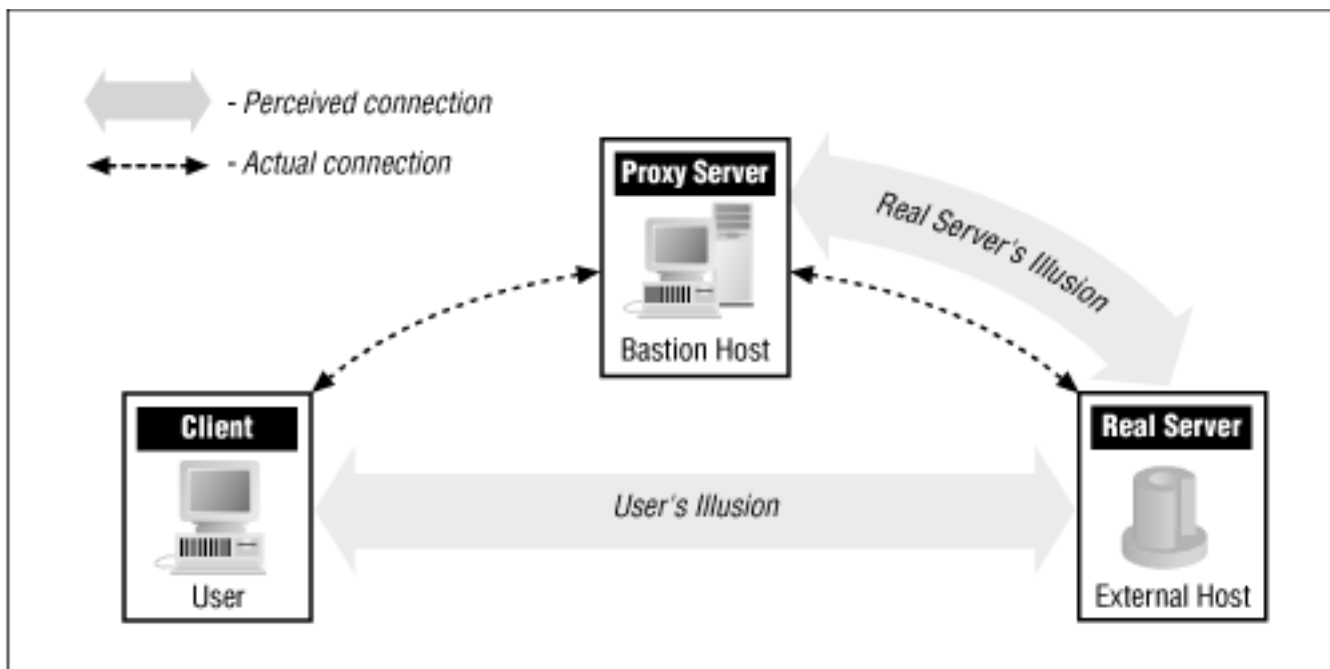 - Perceived connection
- Actual connection
Proxy Server
Bastion Host
Real Server's Illusion
Client
User
User's Illusion
Real Server
External Host